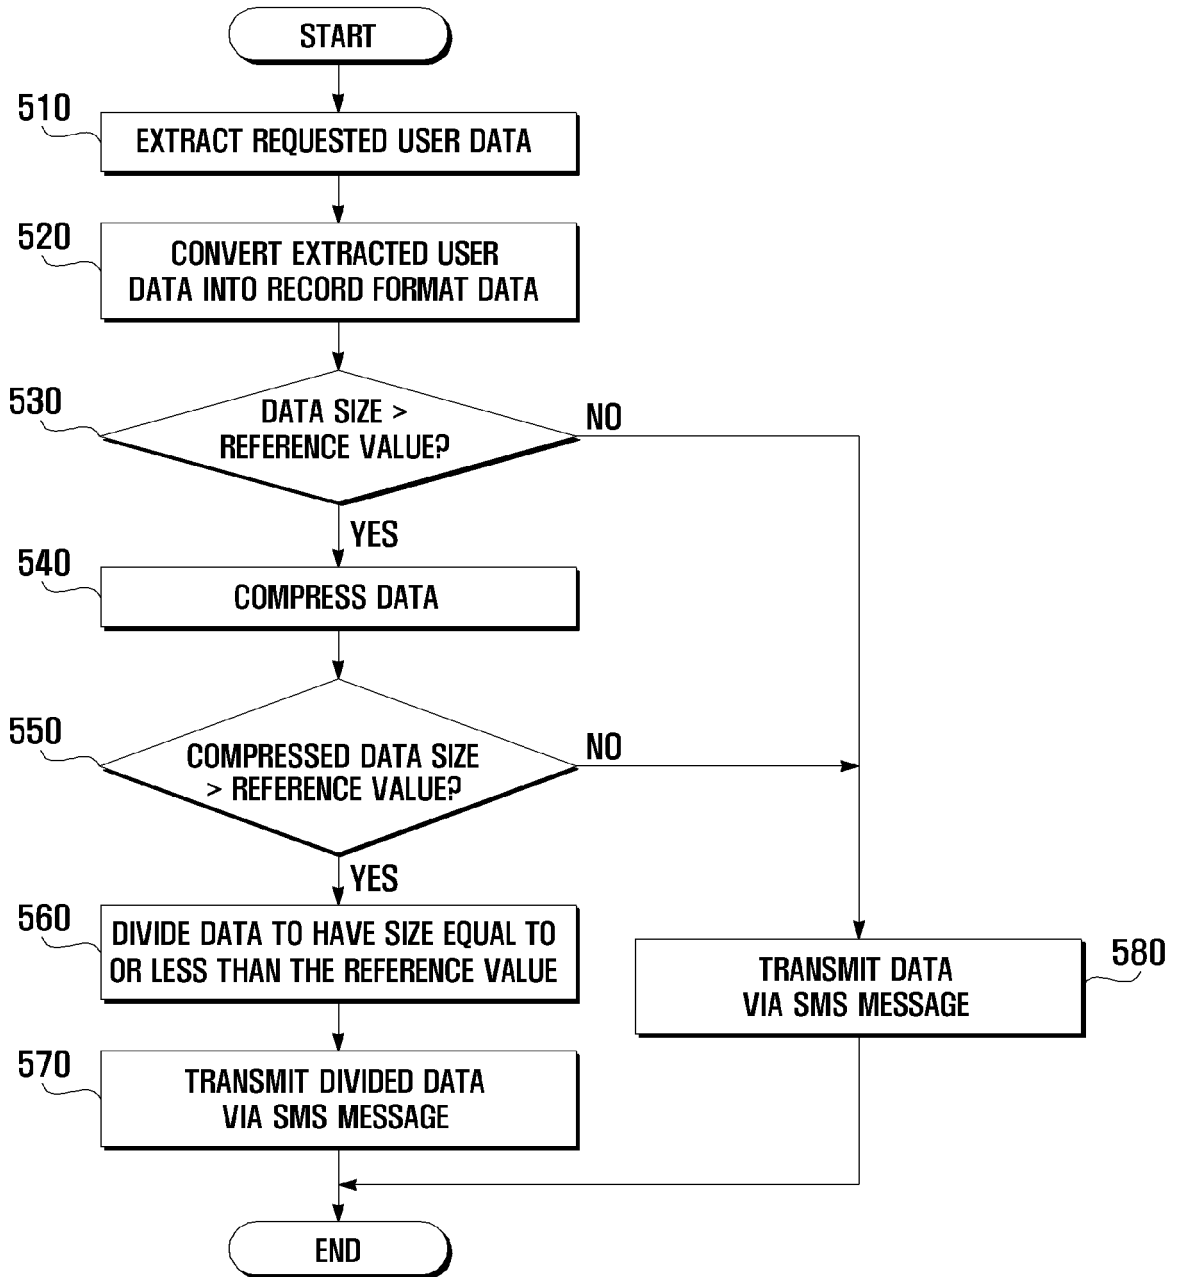 START
510
EXTRACT REQUESTED USER DATA
520
CONVERT EXTRACTED USER
DATA INTO RECORD FORMAT DATA
530
DATA SIZE >
REFERENCE VALUE?
NO
YES
540
COMPRESS DATA
550
COMPRESSED DATA SIZE
> REFERENCE VALUE?
NO
YES
560
DIVIDE DATA TO HAVE SIZE EQUAL TO
OR LESS THAN THE REFERENCE VALUE
580
TRANSMIT DATA
VIA SMS MESSAGE
570
TRANSMIT DIVIDED DATA
VIA SMS MESSAGE
END